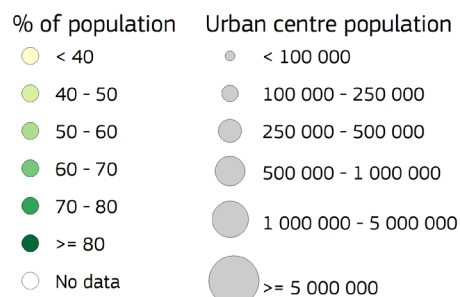 % of population
< 40
40 - 50
50 - 60
60 - 70
70 - 80
>= 80
No data
Urban centre population
< 100 000
100 000 - 250 000
250 000 - 500 000
500 000 - 1 000 000
1 000 000 - 5 000 000
>= 5 000 000